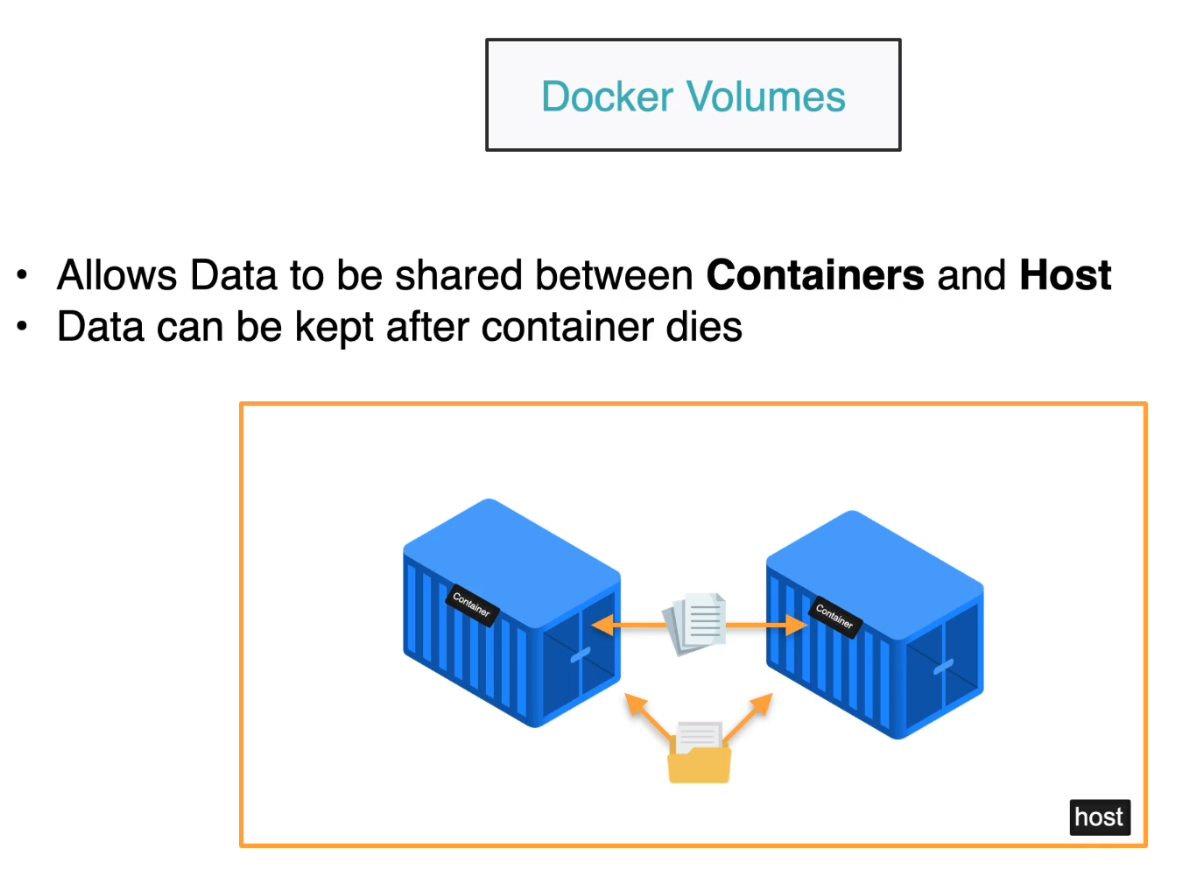 Docker Volumes
• Allows Data to be shared between Containers and Host
• Data can be kept after container dies
Container
Container
host